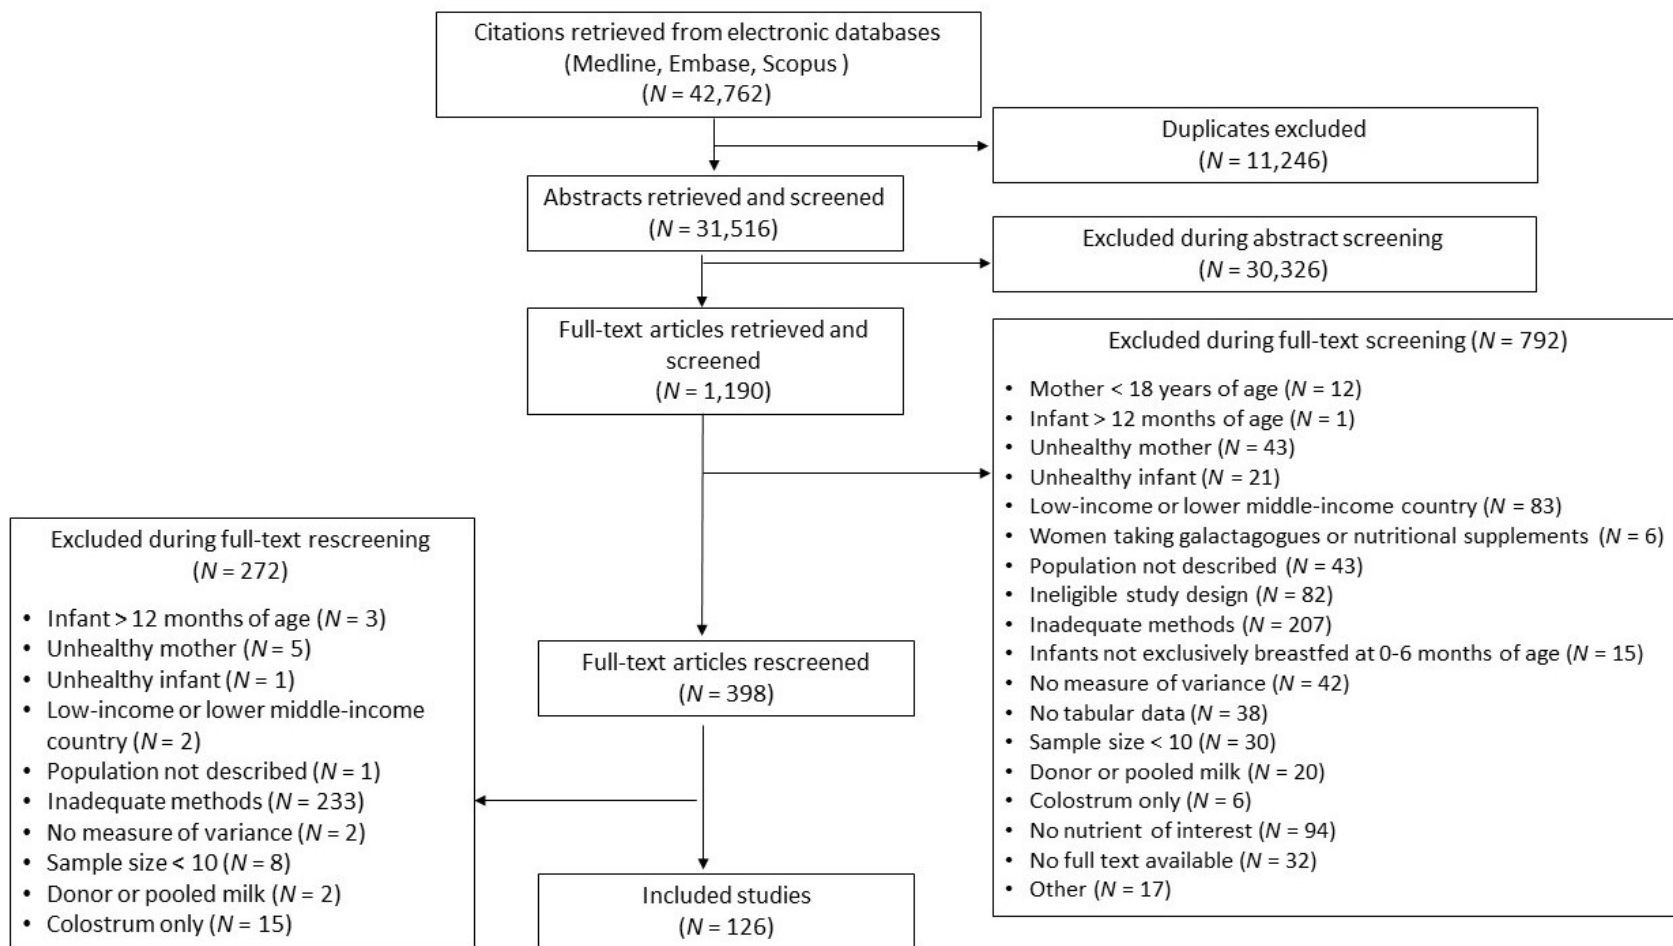 Citations retrieved from electronic databases
(Medline, Embase, Scopus )
(N = 42,762)
Duplicates excluded
(N = 11,246)
Abstracts retrieved and screened
(N = 31,516)
Excluded during abstract screening
(N = 30,326)
Full-text articles retrieved and
screened
(N = 1,190)
Excluded during full-text screening (N = 792)
• Mother < 18 years of age (N = 12)
• Infant > 12 months of age (N = 1)
• Unhealthy mother (N = 43)
• Unhealthy infant (N = 21)
• Low-income or lower middle-income country (N = 83)
• Women taking galactagogues or nutritional supplements (N = 6)
• Population not described (N = 43)
• Ineligible study design (N = 82)
• Inadequate methods (N = 207)
• Infants not exclusively breastfed at 0-6 months of age (N = 15)
• No measure of variance (N = 42)
• No tabular data (N = 38)
• Sample size < 10 (N = 30)
• Donor or pooled milk (N = 20)
• Colostrum only (N = 6)
• No nutrient of interest (N = 94)
• No full text available (N = 32)
• Other (N = 17)
Full-text articles rescreened
(N = 398)
Excluded during full-text rescreening
(N = 272)
• Infant > 12 months of age (N = 3)
• Unhealthy mother (N = 5)
• Unhealthy infant (N = 1)
• Low-income or lower middle-income
country (N = 2)
• Population not described (N = 1)
• Inadequate methods (N = 233)
• No measure of variance (N = 2)
• Sample size < 10 (N = 8)
• Donor or pooled milk (N = 2)
• Colostrum only (N = 15)
Included studies
(N = 126)